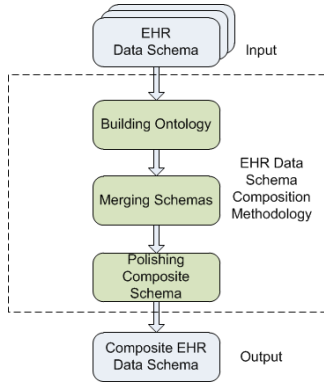 EHR
Data Schema
Input
Building Ontology
EHR Data
Schema
Composition
Methodology
Merging Schemas
Polishing
Composite
Schema
Composite EHR
Data Schema
Output